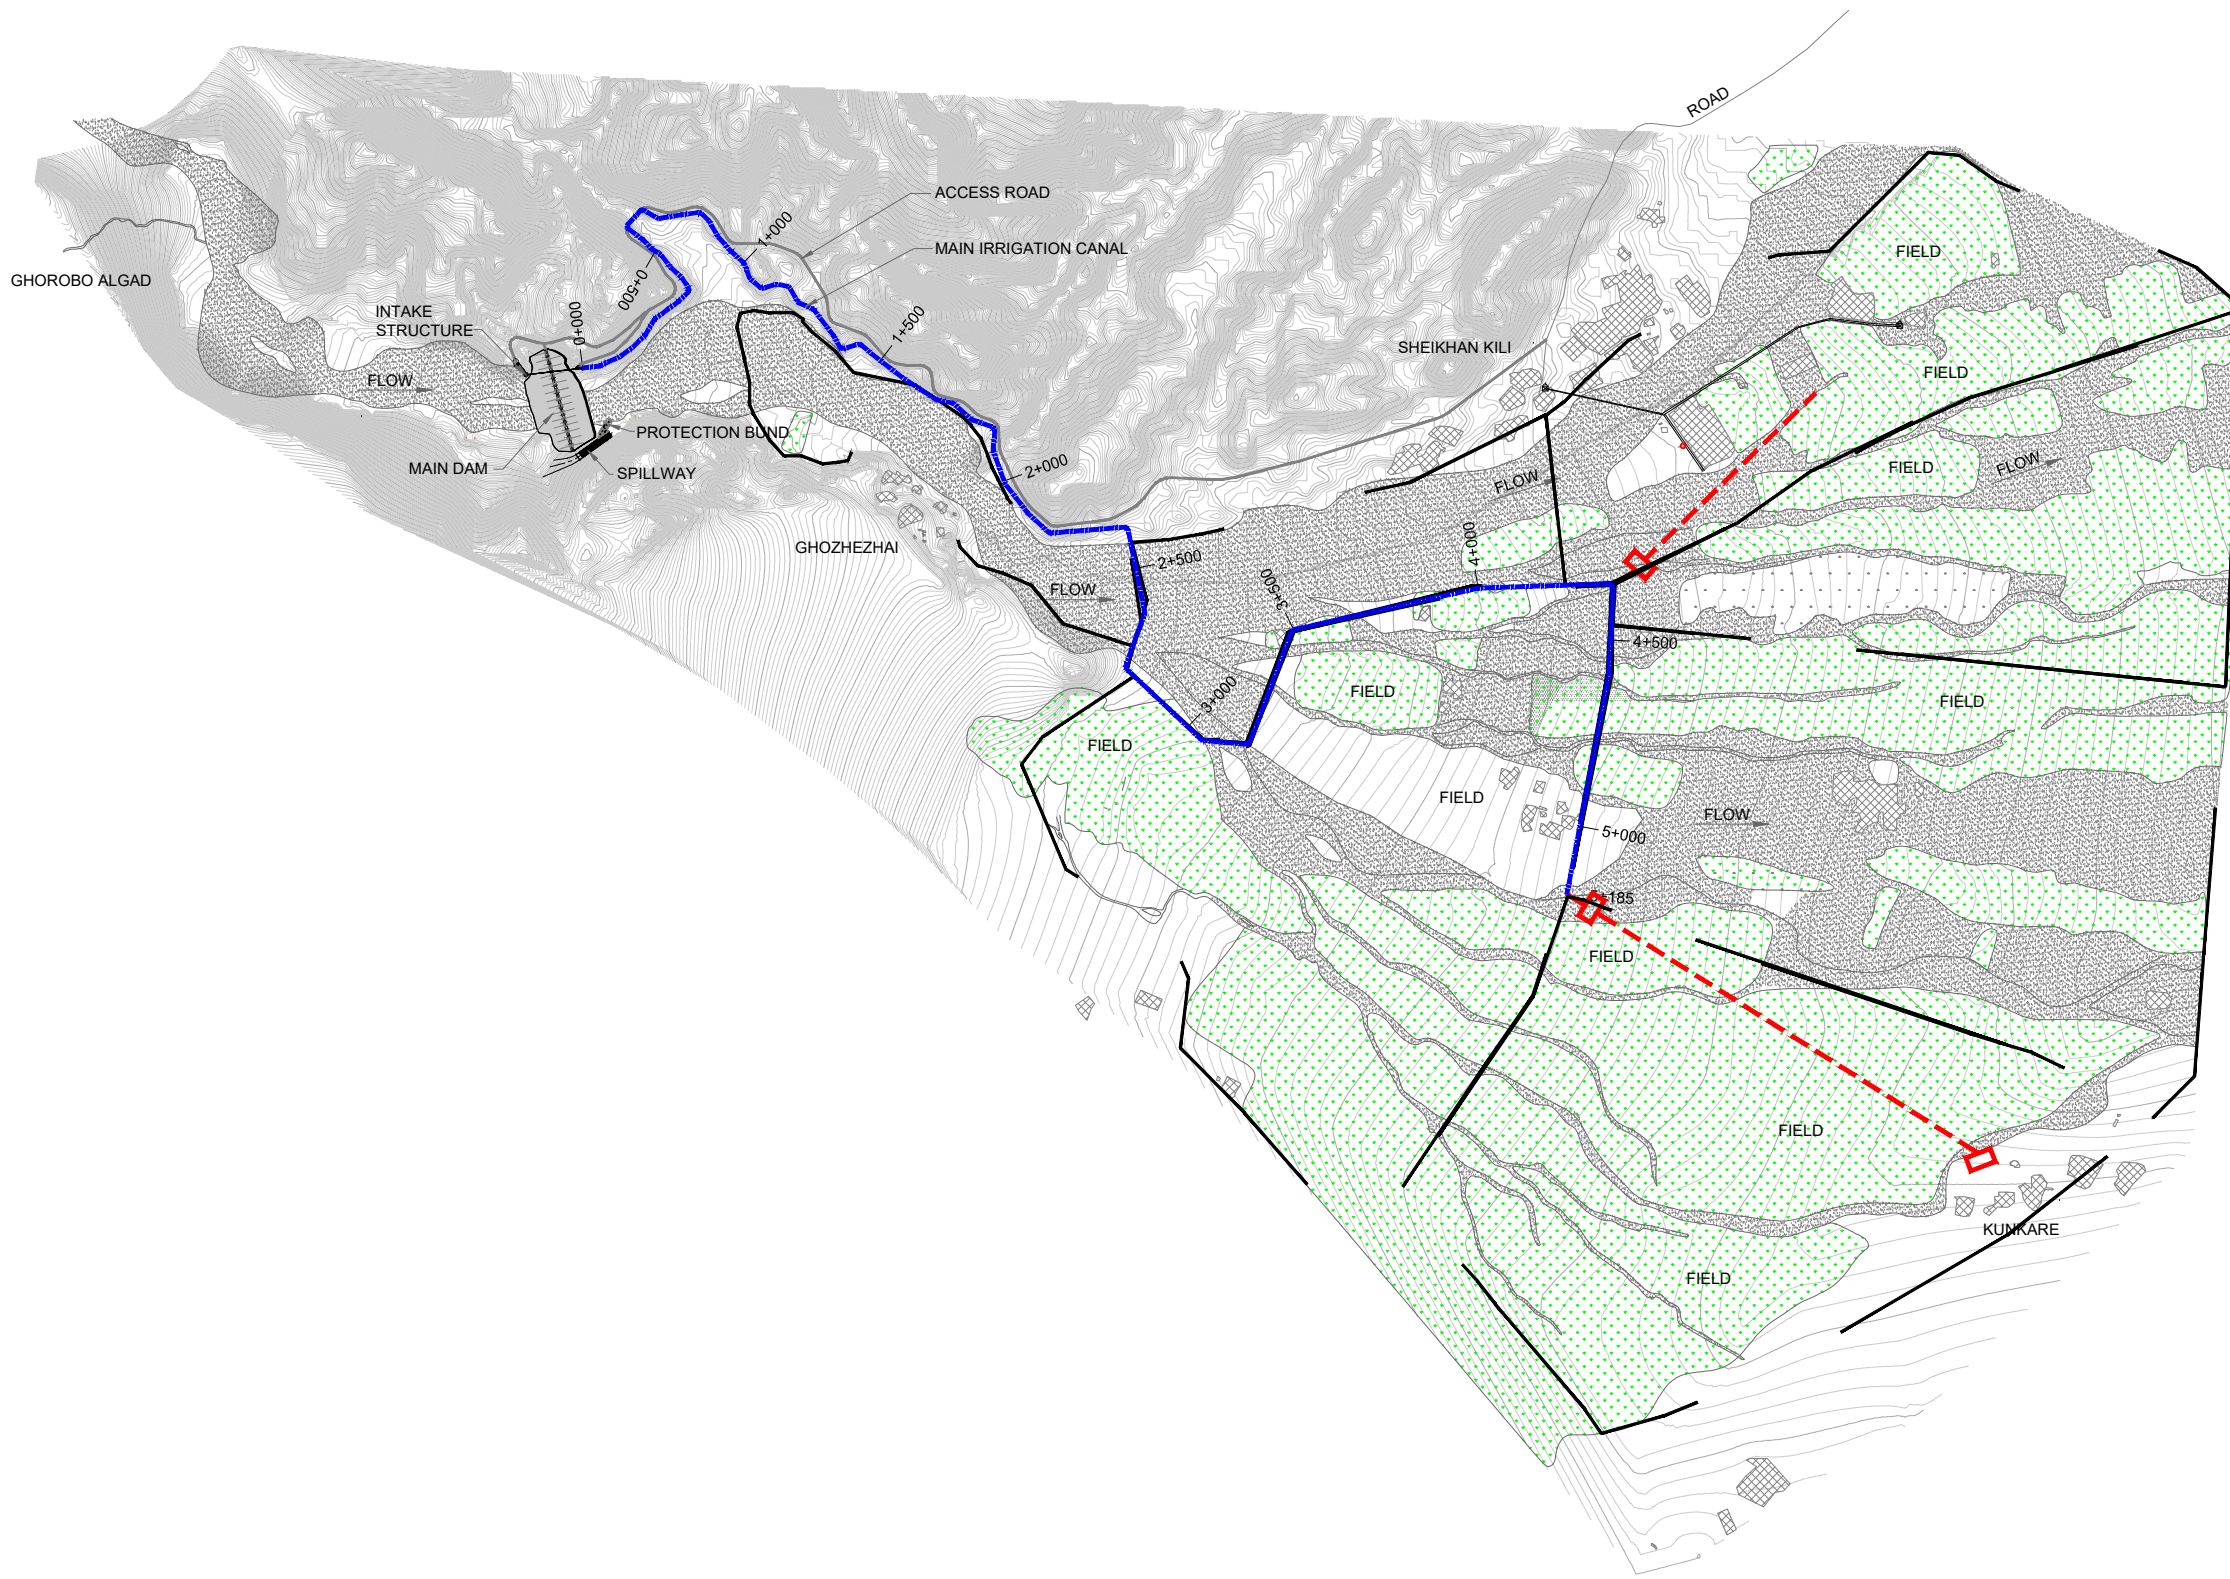 ROAD
ACCESS ROAD
1+000
MAIN IRRIGATION CANAL
FIELD
GHOROBO ALGAD
0+500
INTAKE
STRUCTURE
0+000
1+500
SHEIKHAN KILI
FIELD
FLOW
PROTECTION BUND
MAIN DAM
SPILLWAY
2+000
FIELD
FLOW
FLOW
GHOZHEZHAI
4+000
2+500
3+500
FLOW
4+500
3+000
FIELD
FIELD
FIELD
FIELD
FLOW
5+000
185
FIELD
FIELD
KUNKARE
FIELD